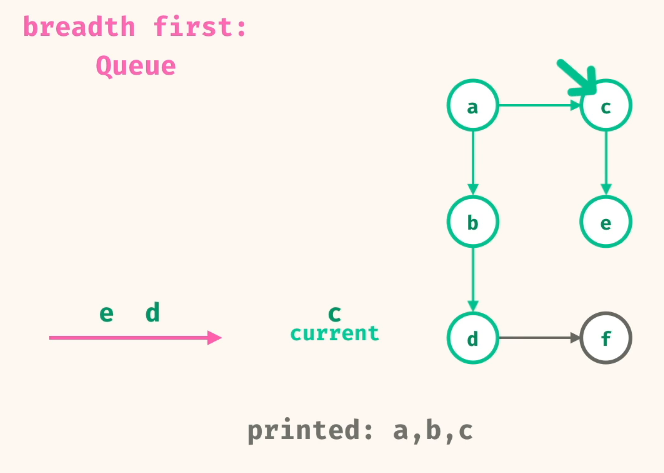 breadth first:
Queue
a
c
b
e
e d
c
current
d
f
printed: a,b,c